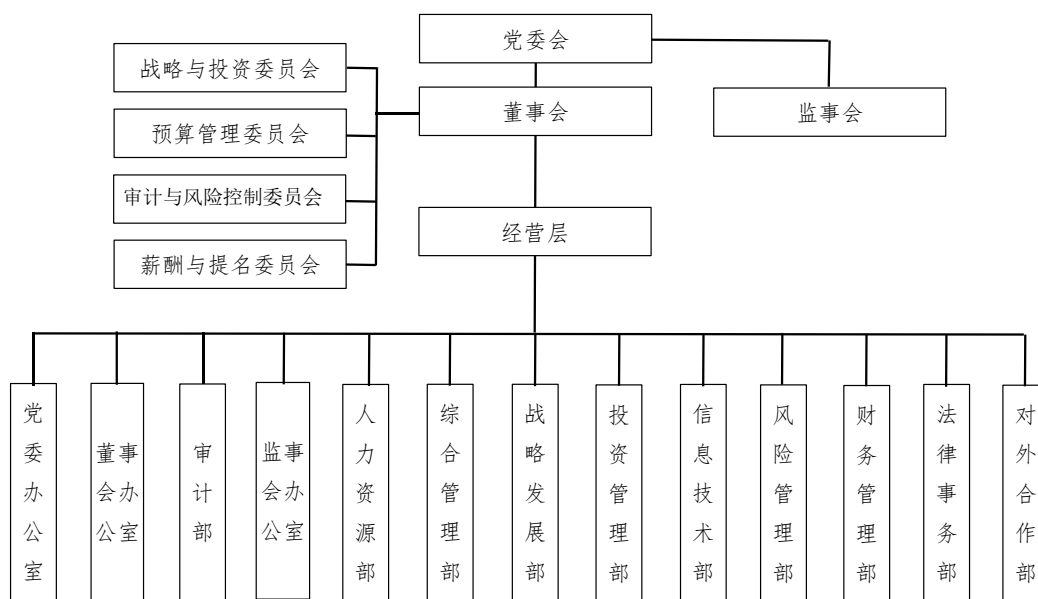 党委会
战略与投资委员会
董事会
监事会
预算管理委员会
审计与风险控制委员会
经营层
薪酬与提名委员会
党委办公室
董事会办公室
审计部
监事会办公室
人力资源部
综合管理部
战略发展部
投资管理部
信息技术部
风险管理部
财务管理部
法律事务部
对外合作部